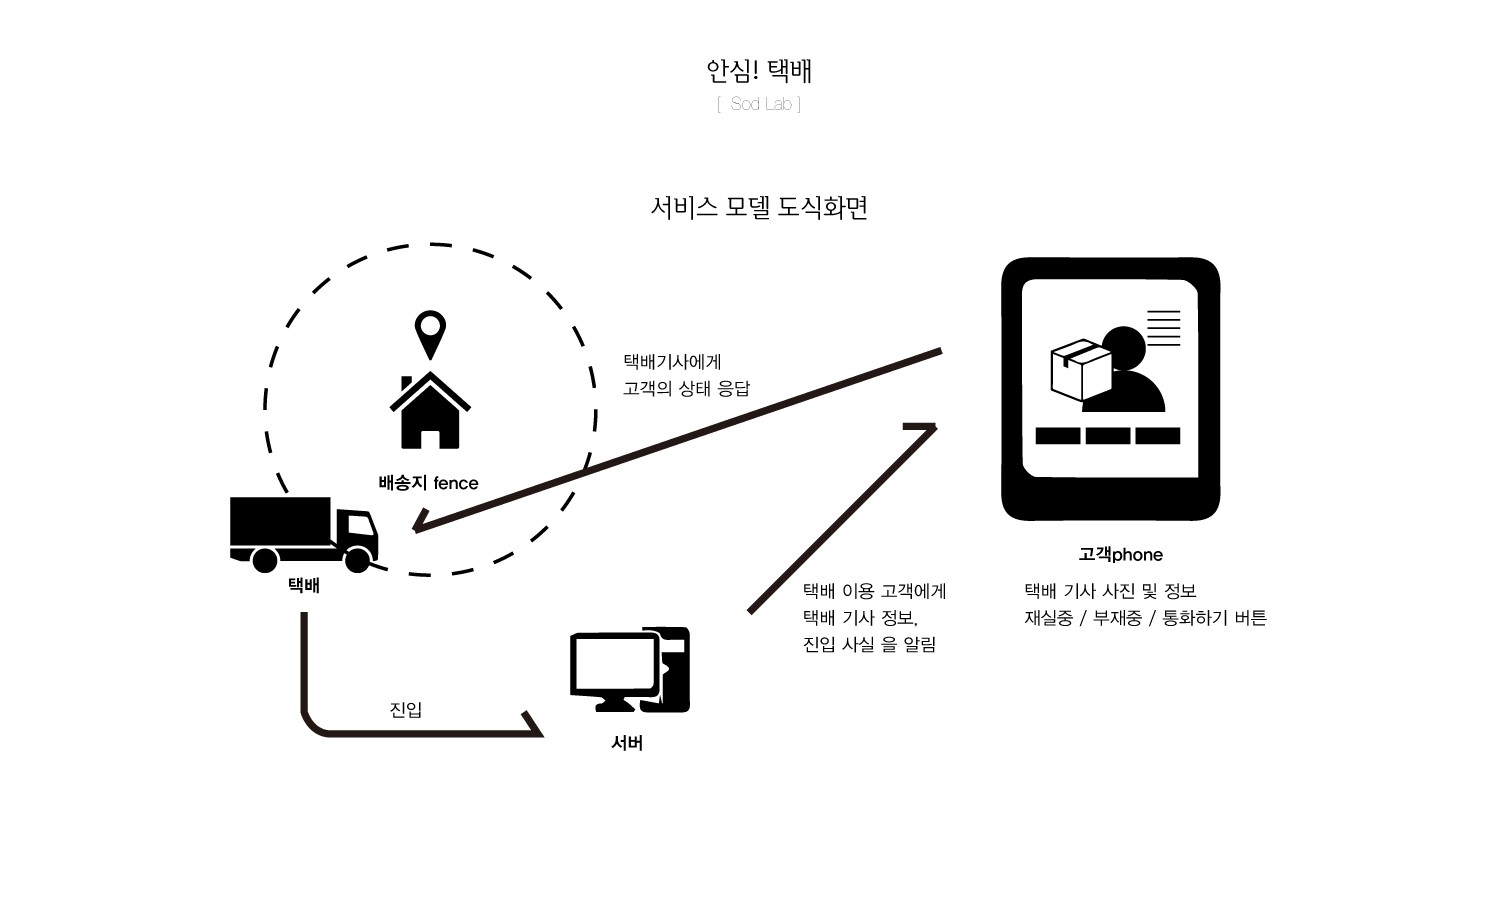 안심! 택배
[ Sod Lab ]
서비스 모델 도식화면
택배기사에게
고객의 상태 응답
배송지 fence
택배
진입
서버
택배 이용 고객에게
택배 기사 정보,
진입 사실 을 알림
고객phone
택배 기사 사진 및 정보
재실중 / 부재중 / 통화하기 버튼